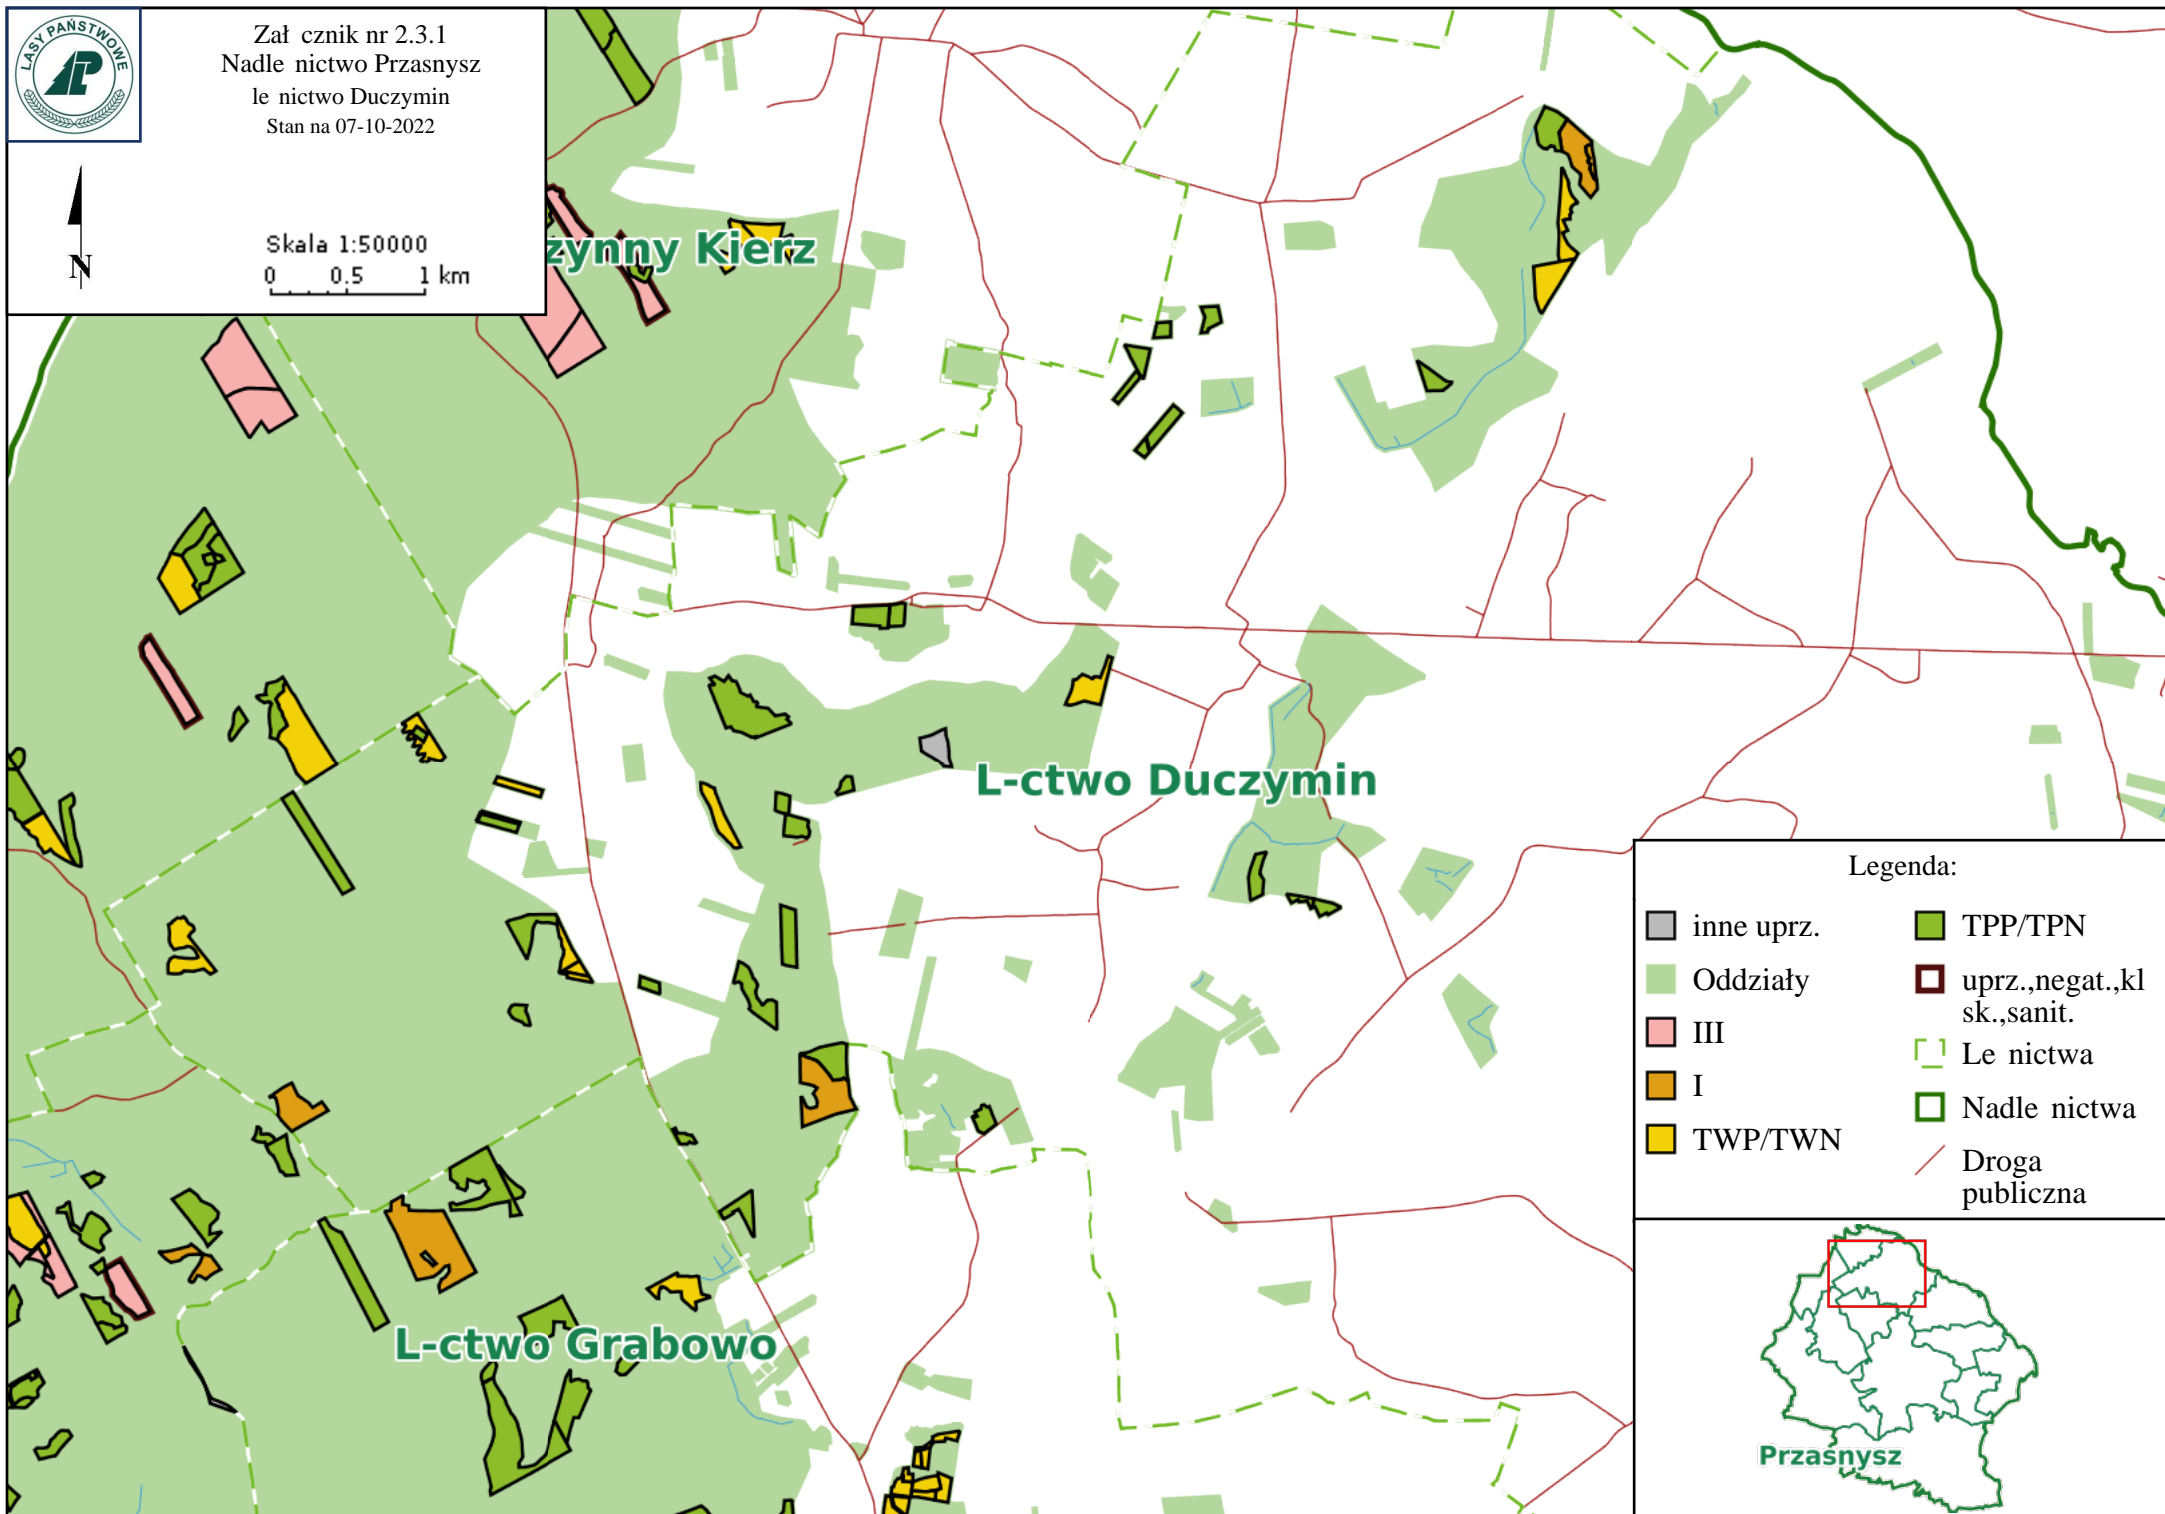 LASY PAŃSTWOWE
LP
Zał cznik nr 2.3.1
Nadle nictwo Przasnysz
le nictwo Duczymin
Stan na 07-10-2022
N
Skala 1:50000
0 0.5 1 km
zynny Kierz
L-ctwo Duczymin
L-ctwo Grabowo
Legenda:
inne uprz.
Oddziały
III
I
TWP/TWN
TPP/TPN
uprz.,negat.,kl
sk.,sanit.
Le nictwa
Nadle nictwa
Droga
publiczna
Przasnysz